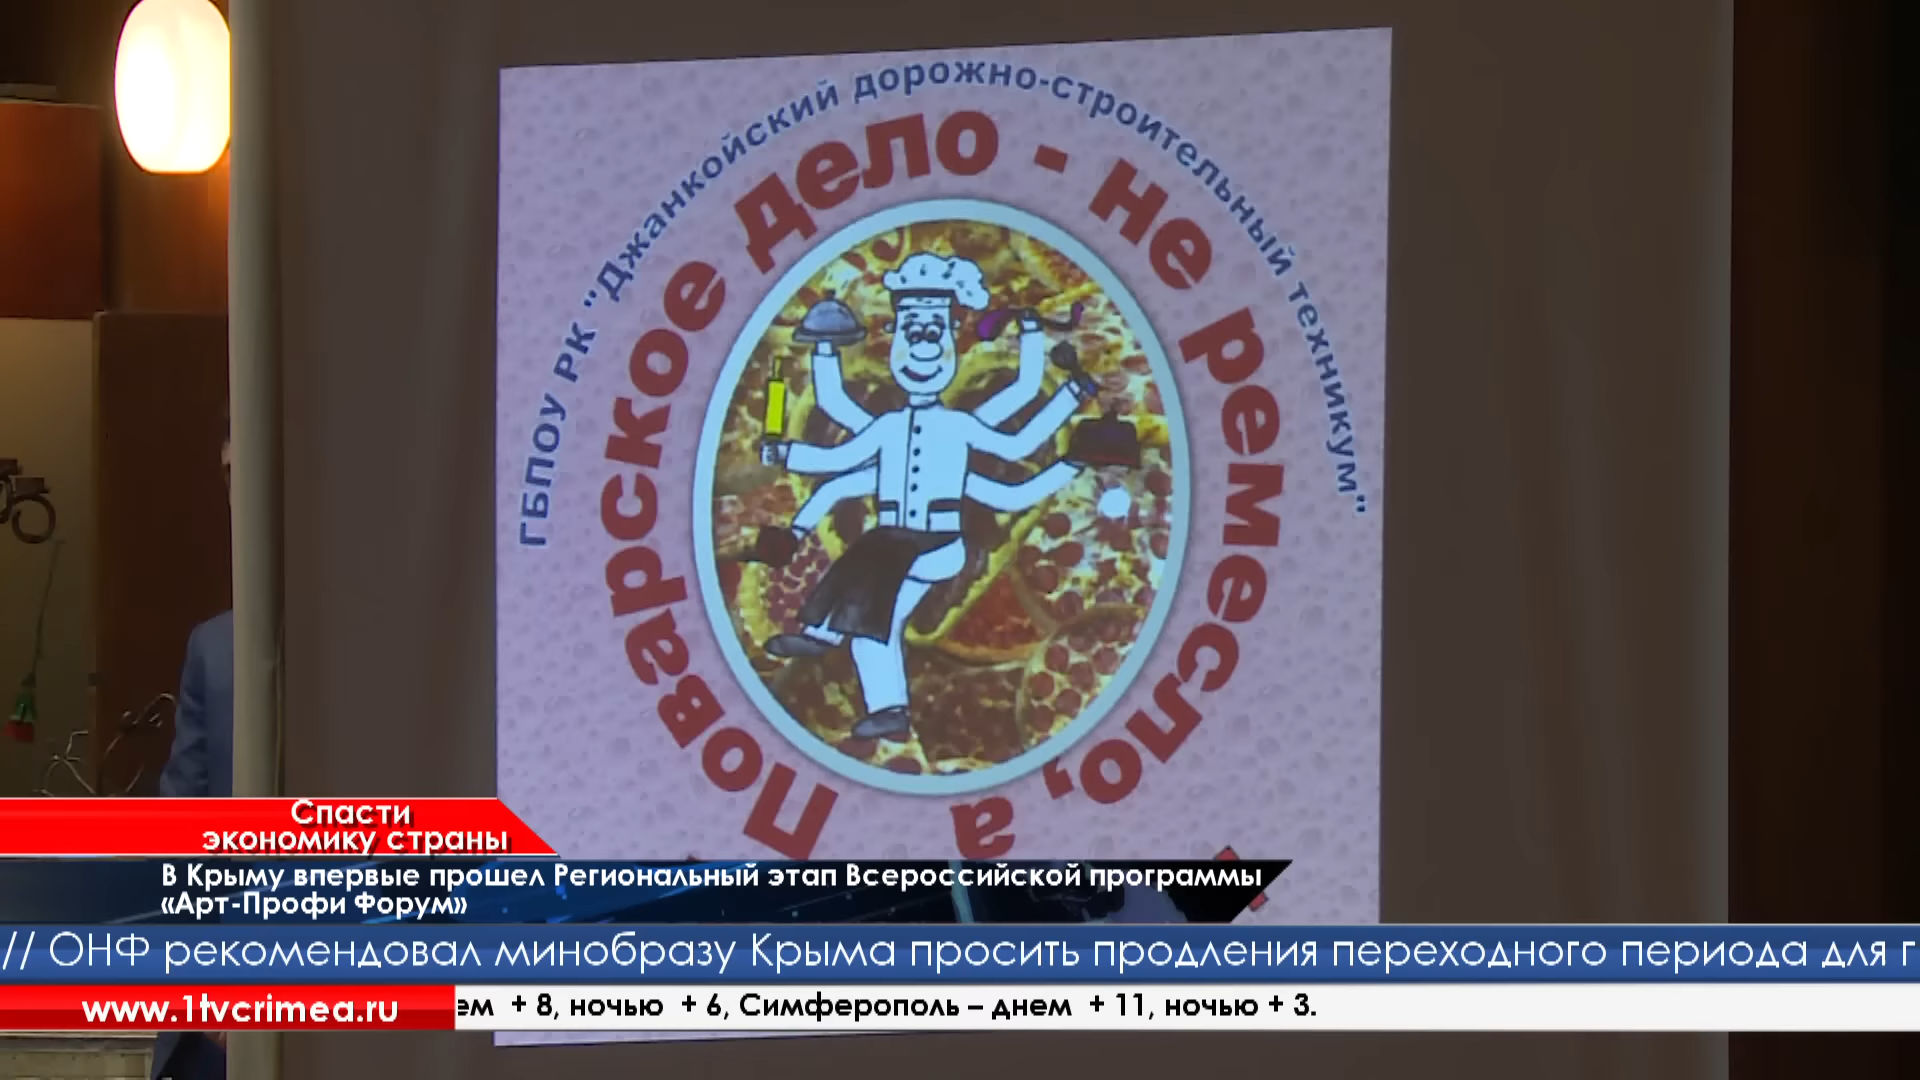 ГБПОУ РК "Джанкойский дорожно-строительный техникум"
Поварское дело - не ремесло, а
Спасти
экономику страны
В Крыму впервые прошел Региональный этап Всероссийской программы
«Арт-Профи Форум»
// ОНФ рекомендовал минобразу Крыма просить продления переходного периода для г
www.1tvcrimea.ru
ем + 8, ночью + 6, Симферополь – днем + 11, ночью + 3.